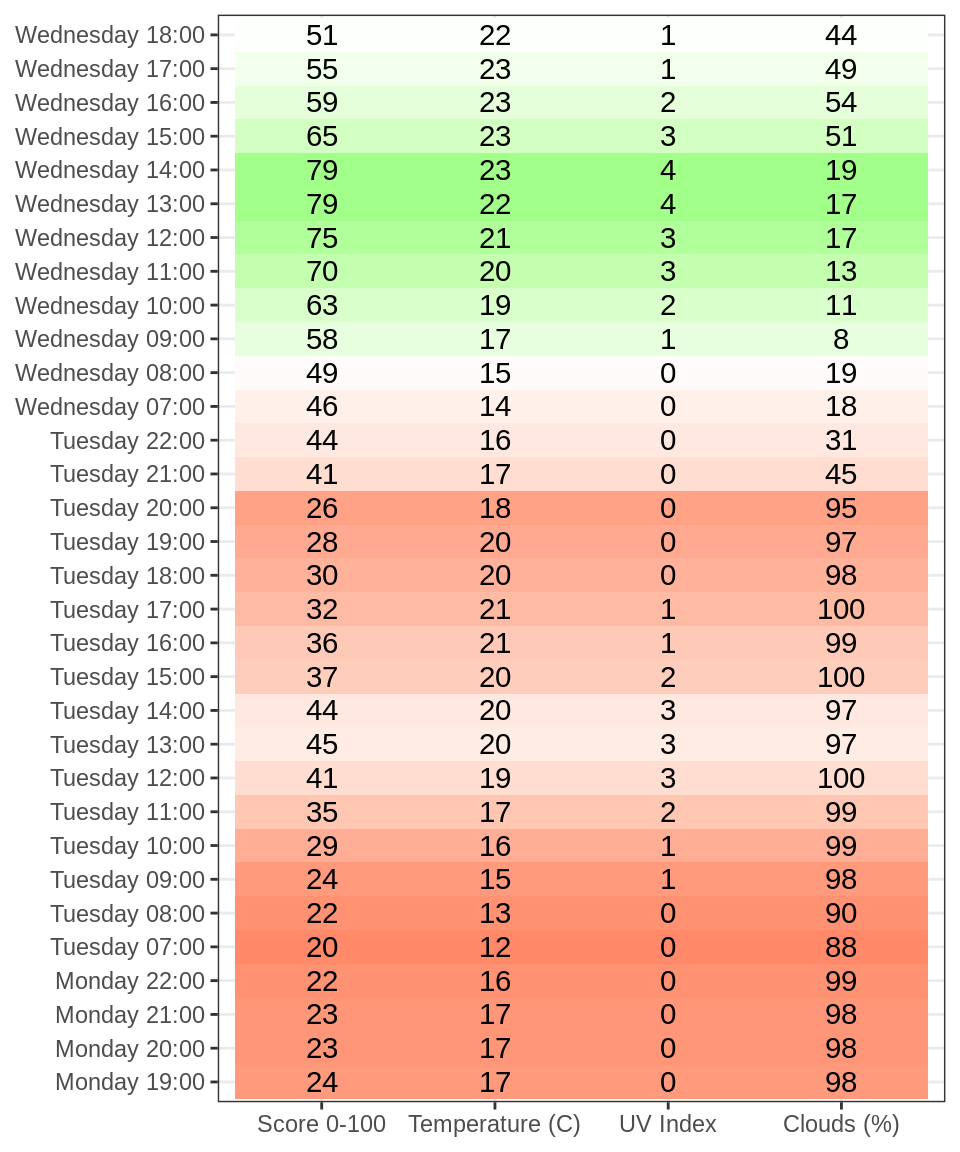 Wednesday 18:00 51 22 1 44
Wednesday 17:00 55 23 1 49
Wednesday 16:00 59 23 2 54
Wednesday 15:00 65 23 3 51
Wednesday 14:00 79 23 4 19
Wednesday 13:00 79 22 4 17
Wednesday 12:00 75 21 3 17
Wednesday 11:00 70 20 3 13
Wednesday 10:00 63 19 2 11
Wednesday 09:00 58 17 1 8
Wednesday 08:00 49 15 0 19
Wednesday 07:00 46 14 0 18
Tuesday 22:00 44 16 0 31
Tuesday 21:00 41 17 0 45
Tuesday 20:00 26 18 0 95
Tuesday 19:00 28 20 0 97
Tuesday 18:00 30 20 0 98
Tuesday 17:00 32 21 1 100
Tuesday 16:00 36 21 1 99
Tuesday 15:00 37 20 2 100
Tuesday 14:00 44 20 3 97
Tuesday 13:00 45 20 3 97
Tuesday 12:00 41 19 3 100
Tuesday 11:00 35 17 2 99
Tuesday 10:00 29 16 1 99
Tuesday 09:00 24 15 1 98
Tuesday 08:00 22 13 0 90
Tuesday 07:00 20 12 0 88
Monday 22:00 22 16 0 99
Monday 21:00 23 17 0 98
Monday 20:00 23 17 0 98
Monday 19:00 24 17 0 98
Score 0-100 Temperature (C) UV Index Clouds (%)